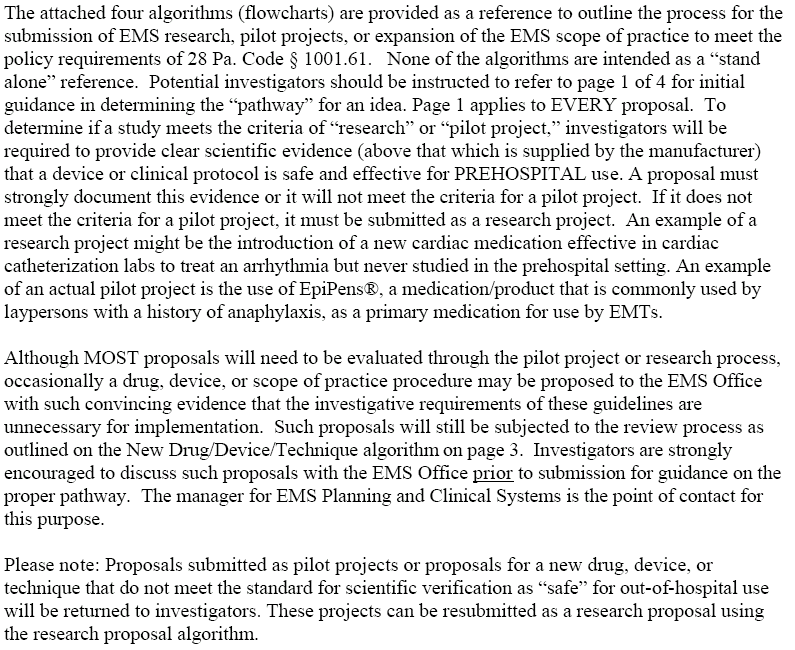 The attached four algorithms (flowcharts) are provided as a reference to outline the process for the
submission of EMS research, pilot projects, or expansion of the EMS scope of practice to meet the
policy requirements of 28 Pa. Code § 1001.61.   None of the algorithms are intended as a “stand
alone” reference.  Potential investigators should be instructed to refer to page 1 of 4 for initial
guidance in determining the “pathway” for an idea. Page 1 applies to EVERY proposal.  To
determine if a study meets the criteria of “research” or “pilot project,” investigators will be
required to provide clear scientific evidence (above that which is supplied by the manufacturer)
that a device or clinical protocol is safe and effective for PREHOSPITAL use. A proposal must
strongly document this evidence or it will not meet the criteria for a pilot project.  If it does not
meet the criteria for a pilot project, it must be submitted as a research project.  An example of a
research project might be the introduction of a new cardiac medication effective in cardiac
catheterization labs to treat an arrhythmia but never studied in the prehospital setting. An example
of an actual pilot project is the use of EpiPens®, a medication/product that is commonly used by
laypersons with a history of anaphylaxis, as a primary medication for use by EMTs.
Although MOST proposals will need to be evaluated through the pilot project or research process,
occasionally a drug, device, or scope of practice procedure may be proposed to the EMS Office
with such convincing evidence that the investigative requirements of these guidelines are
unnecessary for implementation.  Such proposals will still be subjected to the review process as
outlined on the New Drug/Device/Technique algorithm on page 3.  Investigators are strongly
encouraged to discuss such proposals with the EMS Office prior to submission for guidance on the
proper pathway.  The manager for EMS Planning and Clinical Systems is the point of contact for
this purpose.
Please note: Proposals submitted as pilot projects or proposals for a new drug, device, or
technique that do not meet the standard for scientific verification as “safe” for out-of-hospital use
will be returned to investigators. These projects can be resubmitted as a research proposal using
the research proposal algorithm.